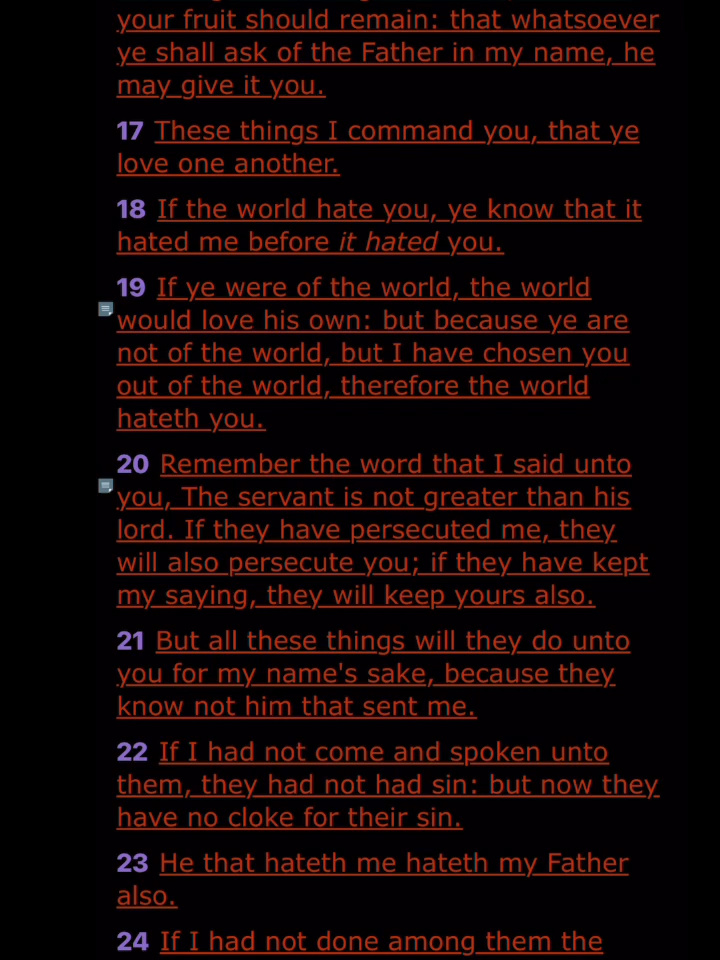 your fruit should remain: that whatsoever
ye shall ask of the Father in my name, he
may give it you.
17 These things I command you, that ye
love one another.
18 If the world hate you, ye know that it
hated me before it hated you.
19 If ye were of the world, the world
would love his own: but because ye are
not of the world, but I have chosen you
out of the world, therefore the world
hateth you.
20 Remember the word that I said unto
you, The servant is not greater than his
lord. If they have persecuted me, they
will also persecute you; if they have kept
my saying, they will keep yours also.
21 But all these things will they do unto
you for my name's sake, because they
know not him that sent me.
22 If I had not come and spoken unto
them, they had not had sin: but now they
have no cloke for their sin.
23 He that hateth me hateth my Father
also.
24 If I had not done among them the